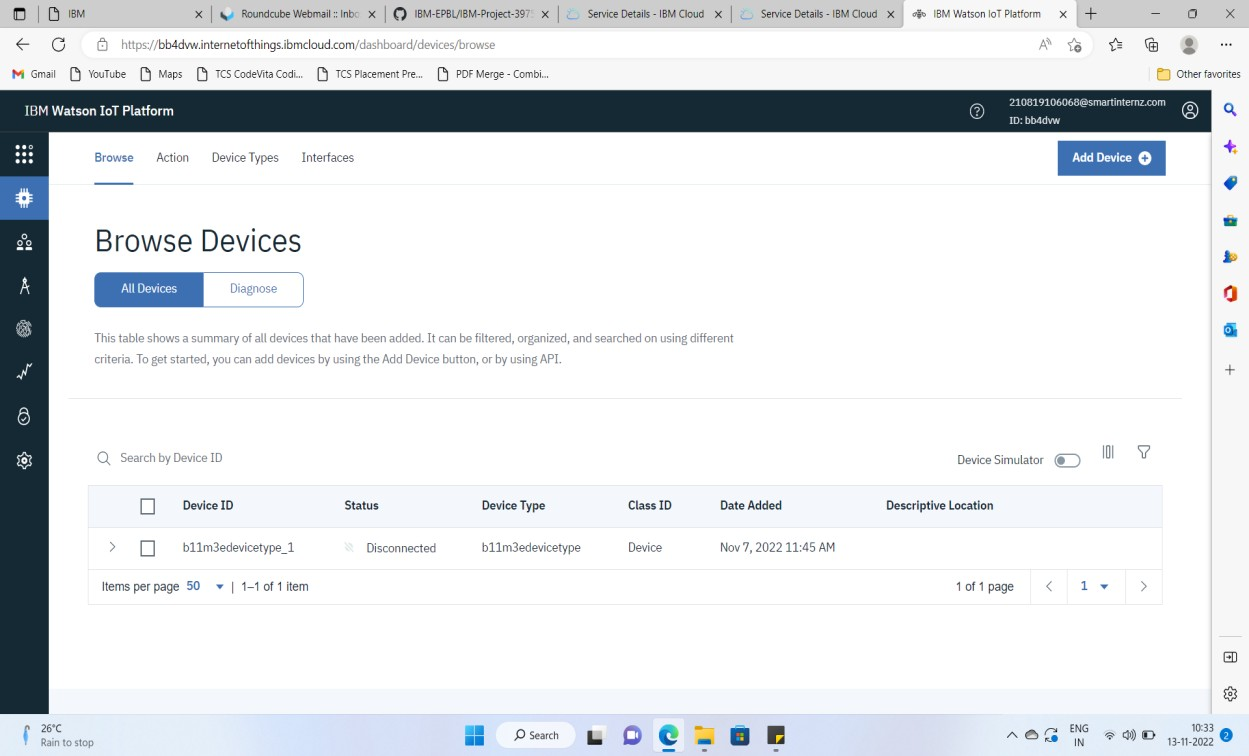 IBM
Roundcube Webmail :: Inbo
IBM-EPBL/IBM-Project-397
Service Details - IBM Cloud
Service Details - IBM Cloud
IBM Watson IoT Platform
https://bb4dvw.internetofthings.ibmcloud.com/dashboard/devices/browse
Gmail
YouTube
Maps
TCS CodeVita Codi...
TCS Placement Pre...
PDF Merge - Combi...
Other favorites
IBM Watson IoT Platform
210819106068@smartinternz.com
ID: bb4dvw
Browse
Action
Device Types
Interfaces
Add Device
Browse Devices
All Devices
Diagnose
This table shows a summary of all devices that have been added. It can be filtered, organized, and searched on using different
criteria. To get started, you can add devices by using the Add Device button, or by using API.
Search by Device ID
Device Simulator
Device ID Status Device Type Class ID Date Added Descriptive Location
b11m3edevicetype_1 Disconnected b11m3edevicetype Device Nov 7, 2022 11:45 AM
Items per page 50 | 1–1 of 1 item
1 of 1 page
1
26°C
Rain to stop
Search
ENG
IN
10:33
13-11-2022
2